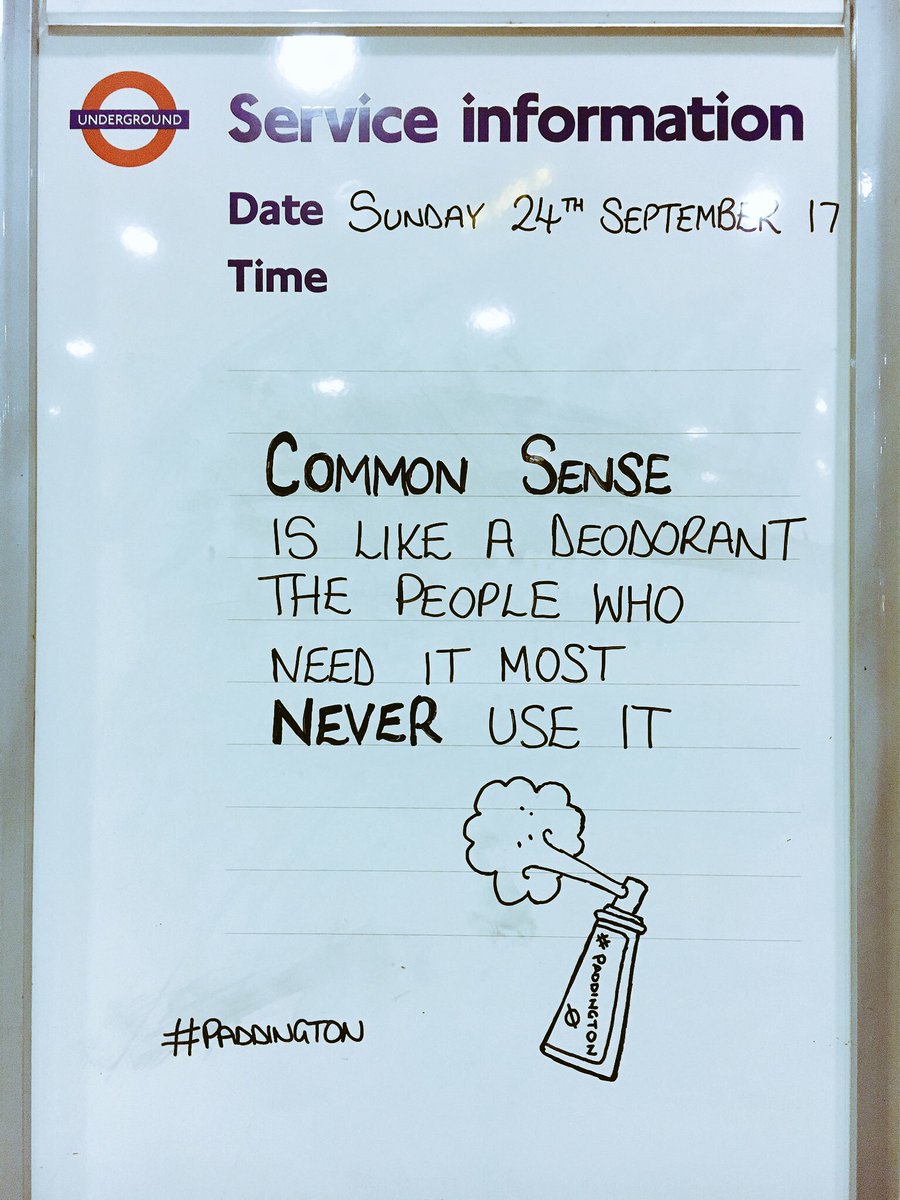 UNDERGROUND
Service information
Date SUNDAY 24TH SEPTEMBER 17
Time
COMMON SENSE
IS LIKE A DEODORANT
THE PEOPLE WHO
NEED IT MOST
NEVER USE IT
#PADDINGTON
#PADDINGTON